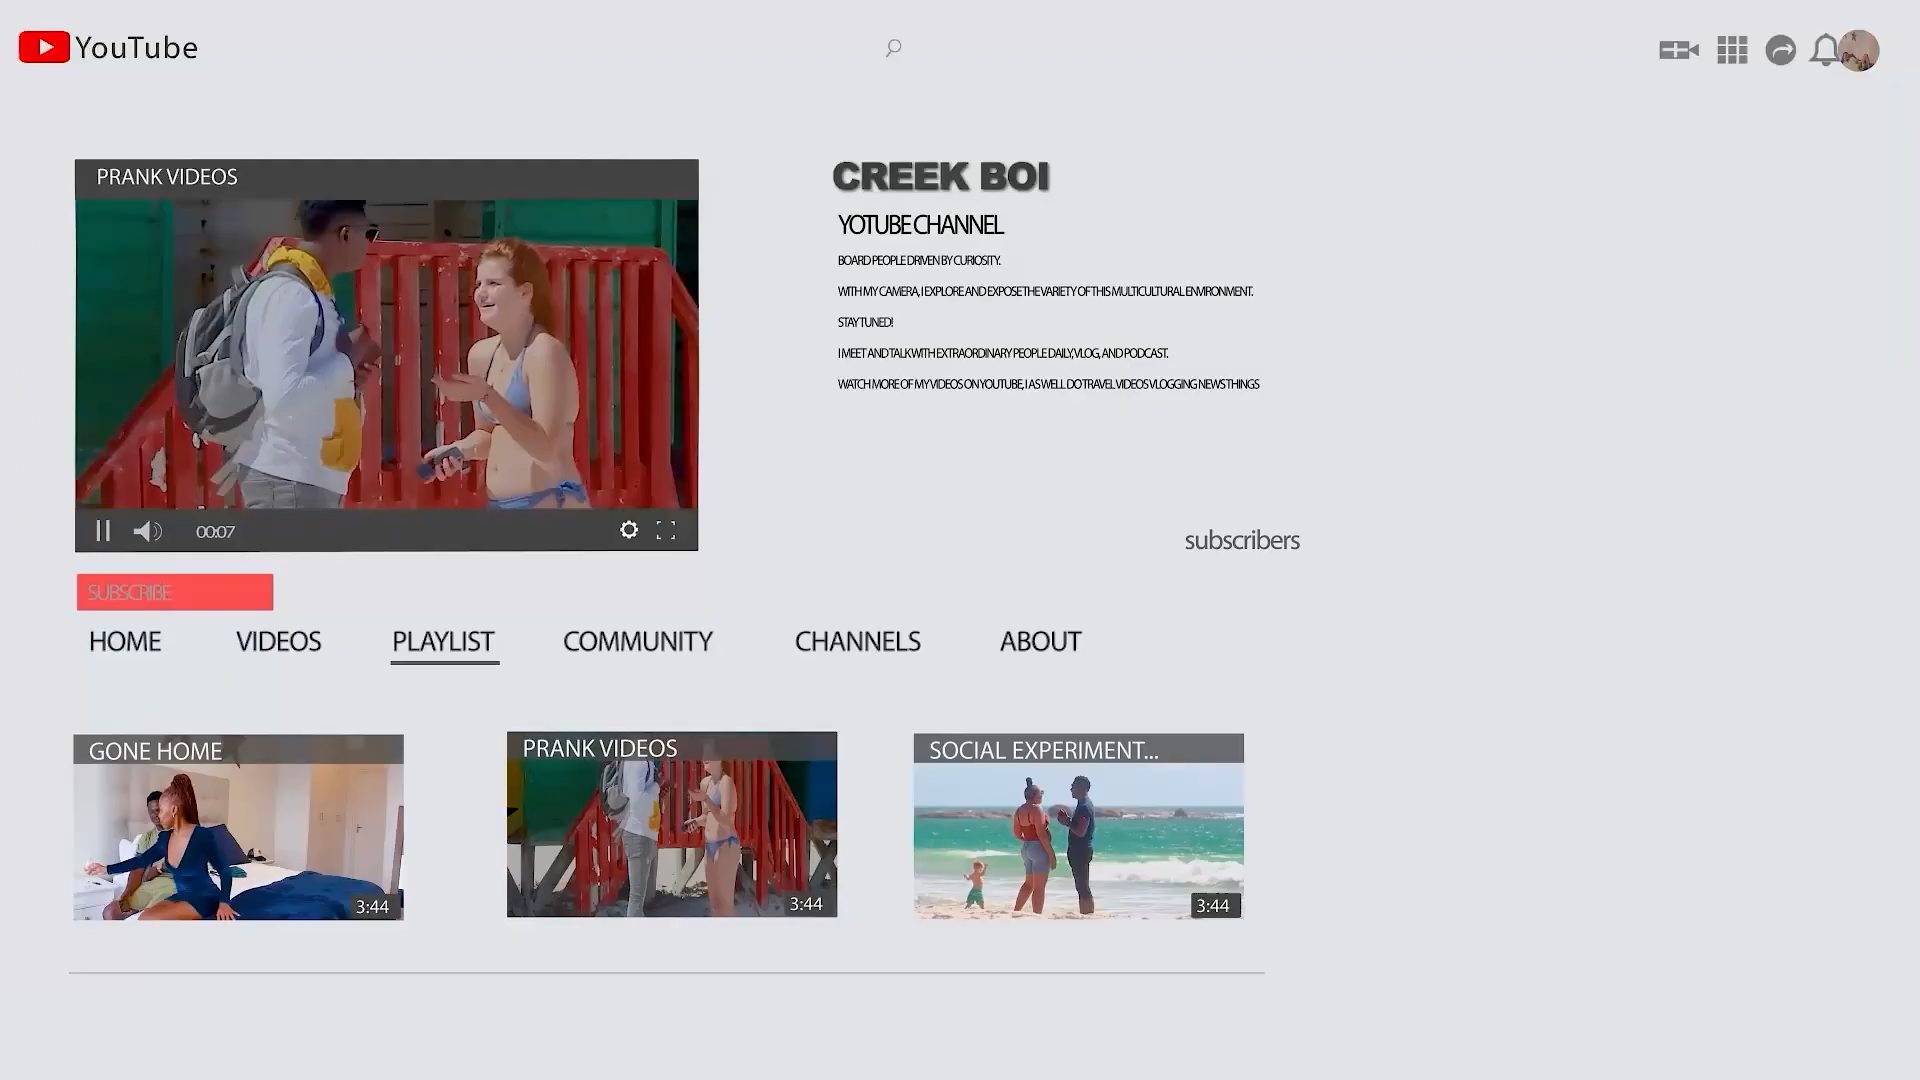 YouTube
PRANK VIDEOS
CREEK BOI
YOTUBE CHANNEL
BOARD PEOPLE DRIVEN BY CURIOSITY.
WITH MY CAMERA, I EXPLORE AND EXPOSE THE VARIETY OF THIS MULTICULTURAL ENVIRONMENT.
STAY TUNED!
I MEET AND TALK WITH EXTRAORDINARY PEOPLE DAILY, VLOG, AND PODCAST.
WATCH MORE OF MY VIDEOS ON YOUTUBE, I AS WELL DO TRAVEL VIDEOS VLOGGING NEWS THINGS
00:07
subscribers
SUBSCRIBE
HOME VIDEOS PLAYLIST COMMUNITY CHANNELS ABOUT
GONE HOME
PRANK VIDEOS
SOCIAL EXPERIMENT...
3:44
3:44
3:44